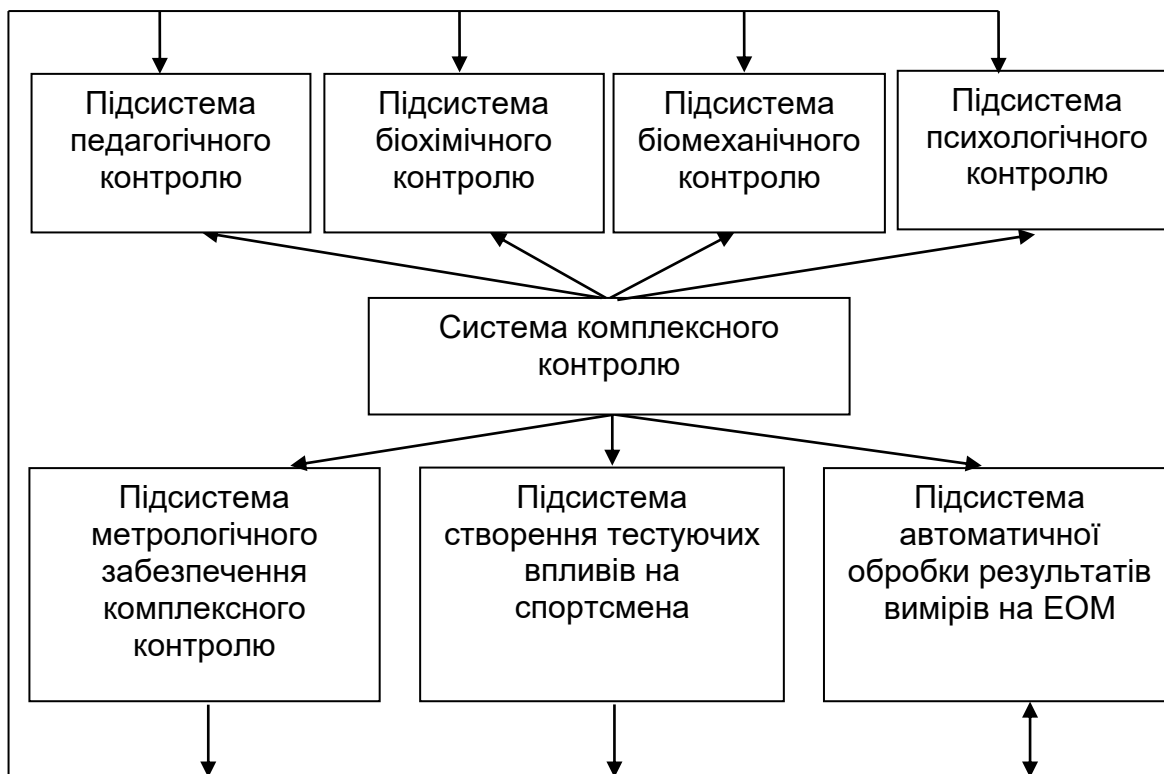 Підсистема
педагогічного
контролю
Підсистема
біохімічного
контролю
Підсистема
біомеханічного
контролю
Підсистема
психологічного
контролю
Система комплексного
контролю
Підсистема
метрологічного
забезпечення
комплексного
контролю
Підсистема
створення тестуючих
впливів на
спортсмена
Підсистема
автоматичної
обробки результатів
вимірів на ЕОМ